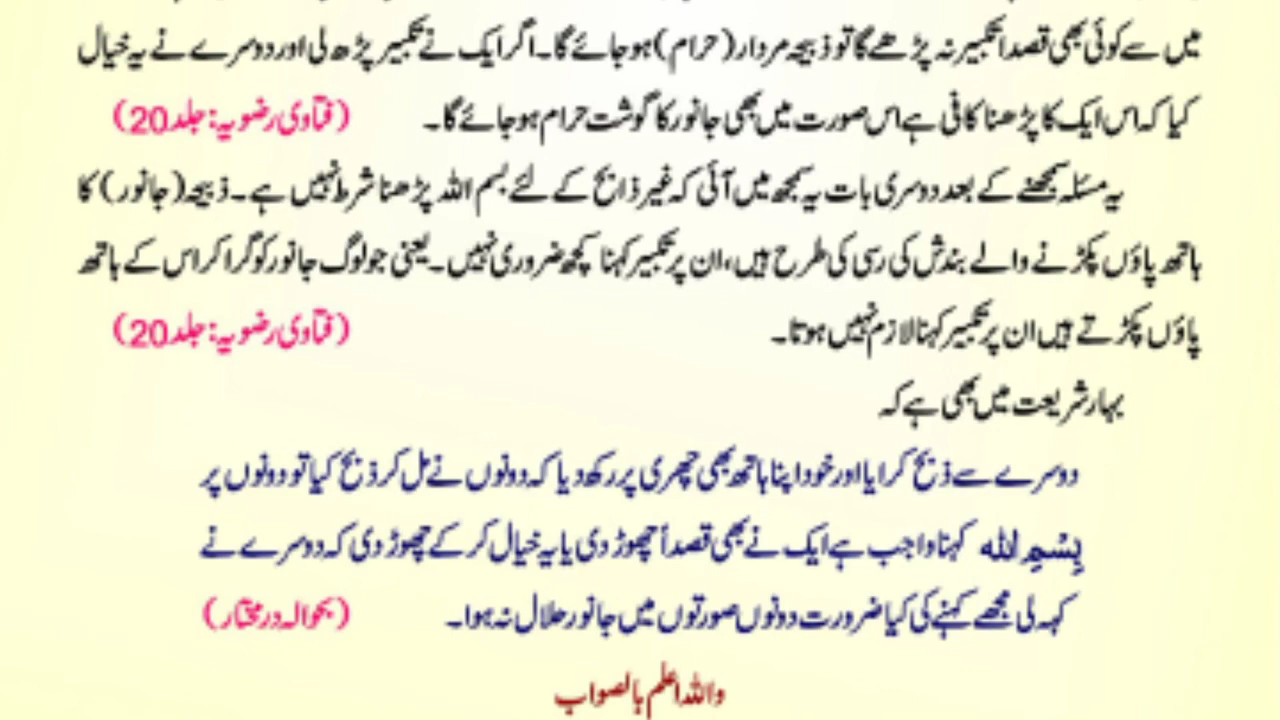 میں سے کوئی بھی قصداً تکبیر نہ پڑھے گا تو ذبیحہ مردار (حرام) ہو جائے گا۔ اگر ایک نے تکبیر پڑھ لی اور دوسرے نے یہ خیال
کیا کہ اس ایک کا پڑھنا کافی ہے اس صورت میں بھی جانور کا گوشت حرام ہو جائے گا۔ (فتاوی رضویہ: جلد 20)
یہ مسئلہ سمجھنے کے بعد دوسری بات یہ سمجھ میں آئی کہ غیر ذابح کے لئے بسم اللہ پڑھنا شرط نہیں ہے۔ ذبیحہ (جانور) کا
ہاتھ پاؤں پکڑنے والے بندش کی رسی کی طرح ہیں، ان پر تکبیر کہنا کچھ ضروری نہیں۔ یعنی جو لوگ جانور کو گرا کر اس کے ہاتھ
پاؤں پکڑتے ہیں ان پر تکبیر کہنا لازم نہیں ہوتا۔ (فتاوی رضویہ: جلد 20)
بہار شریعت میں بھی ہے کہ
دوسرے سے ذبح کرایا اور خود اپنا ہاتھ بھی چھری پر رکھ دیا کہ دونوں نے مل کر ذبح کیا تو دونوں پر
بِسْمِ اللہ کہنا واجب ہے ایک نے بھی قصداً چھوڑ دی یا یہ خیال کر کے چھوڑ دی کہ دوسرے نے
کہہ لی مجھے کہنے کی کیا ضرورت دونوں صورتوں میں جانور حلال نہ ہوا۔ (بحوالہ درمختار)
واللہ اعلم بالصواب